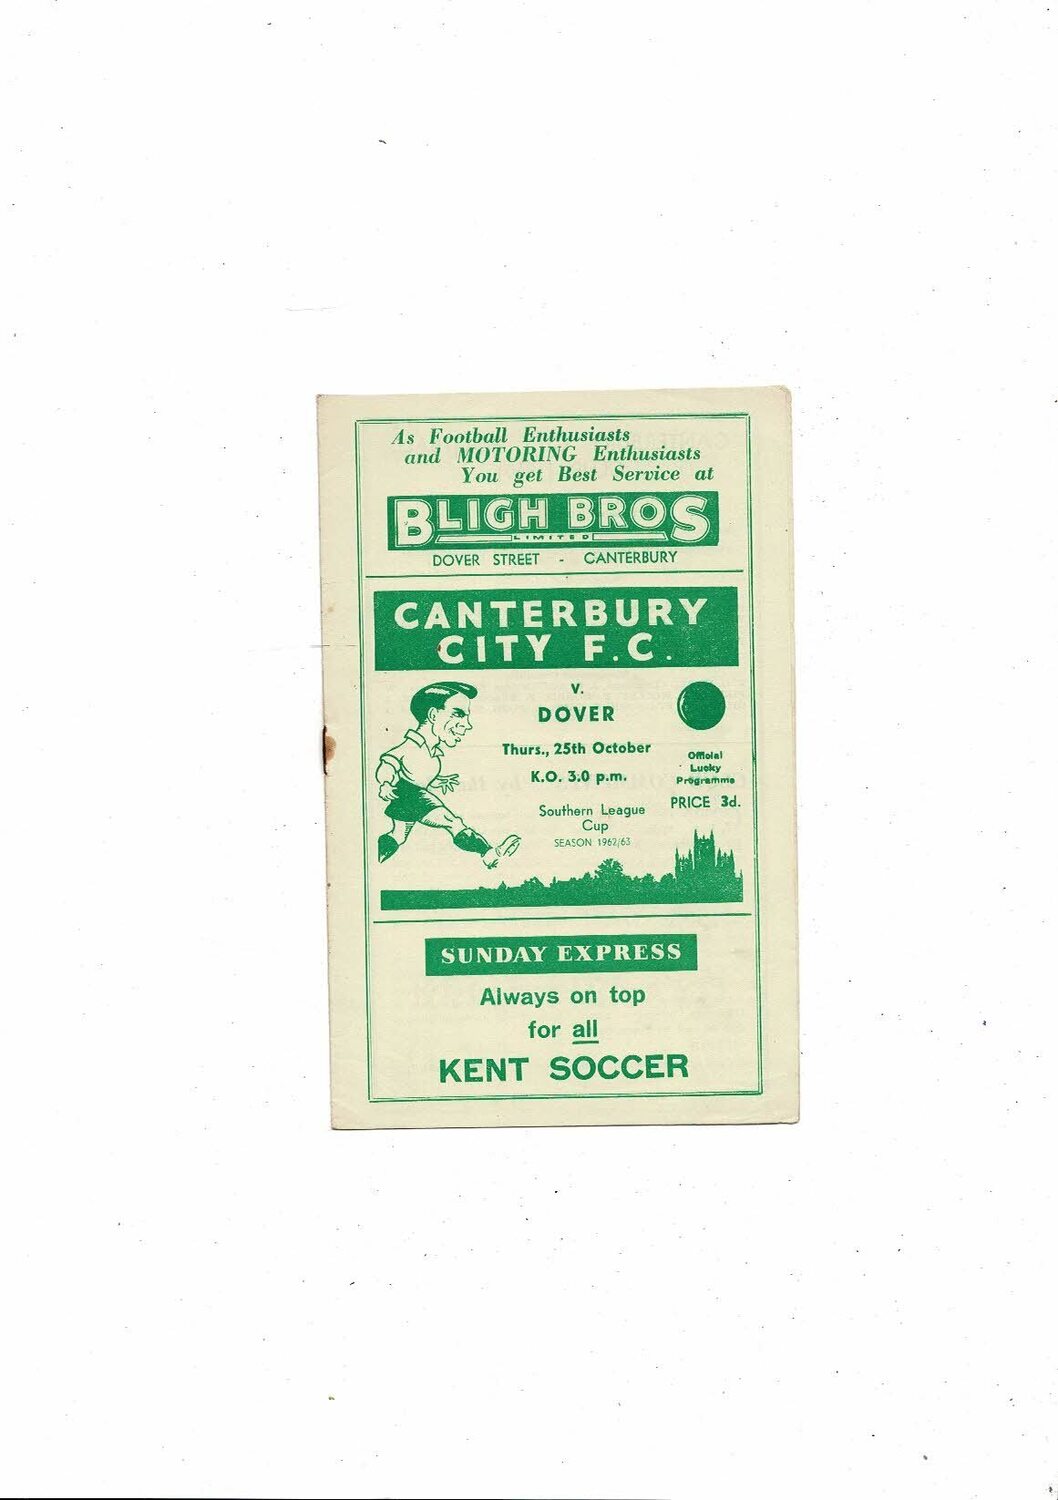 As Football Enthusiasts
and MOTORING Enthusiasts
You get Best Service at
BLIGH BROS
LIMITED
DOVER STREET - CANTERBURY
CANTERBURY
CITY F.C.
v.
DOVER
Thurs., 25th October
K.O. 3.0 p.m.
Southern League
Cup
SEASON 1962/63
Official
Lucky
Programme
PRICE 3d.
SUNDAY EXPRESS
Always on top
for all
KENT SOCCER